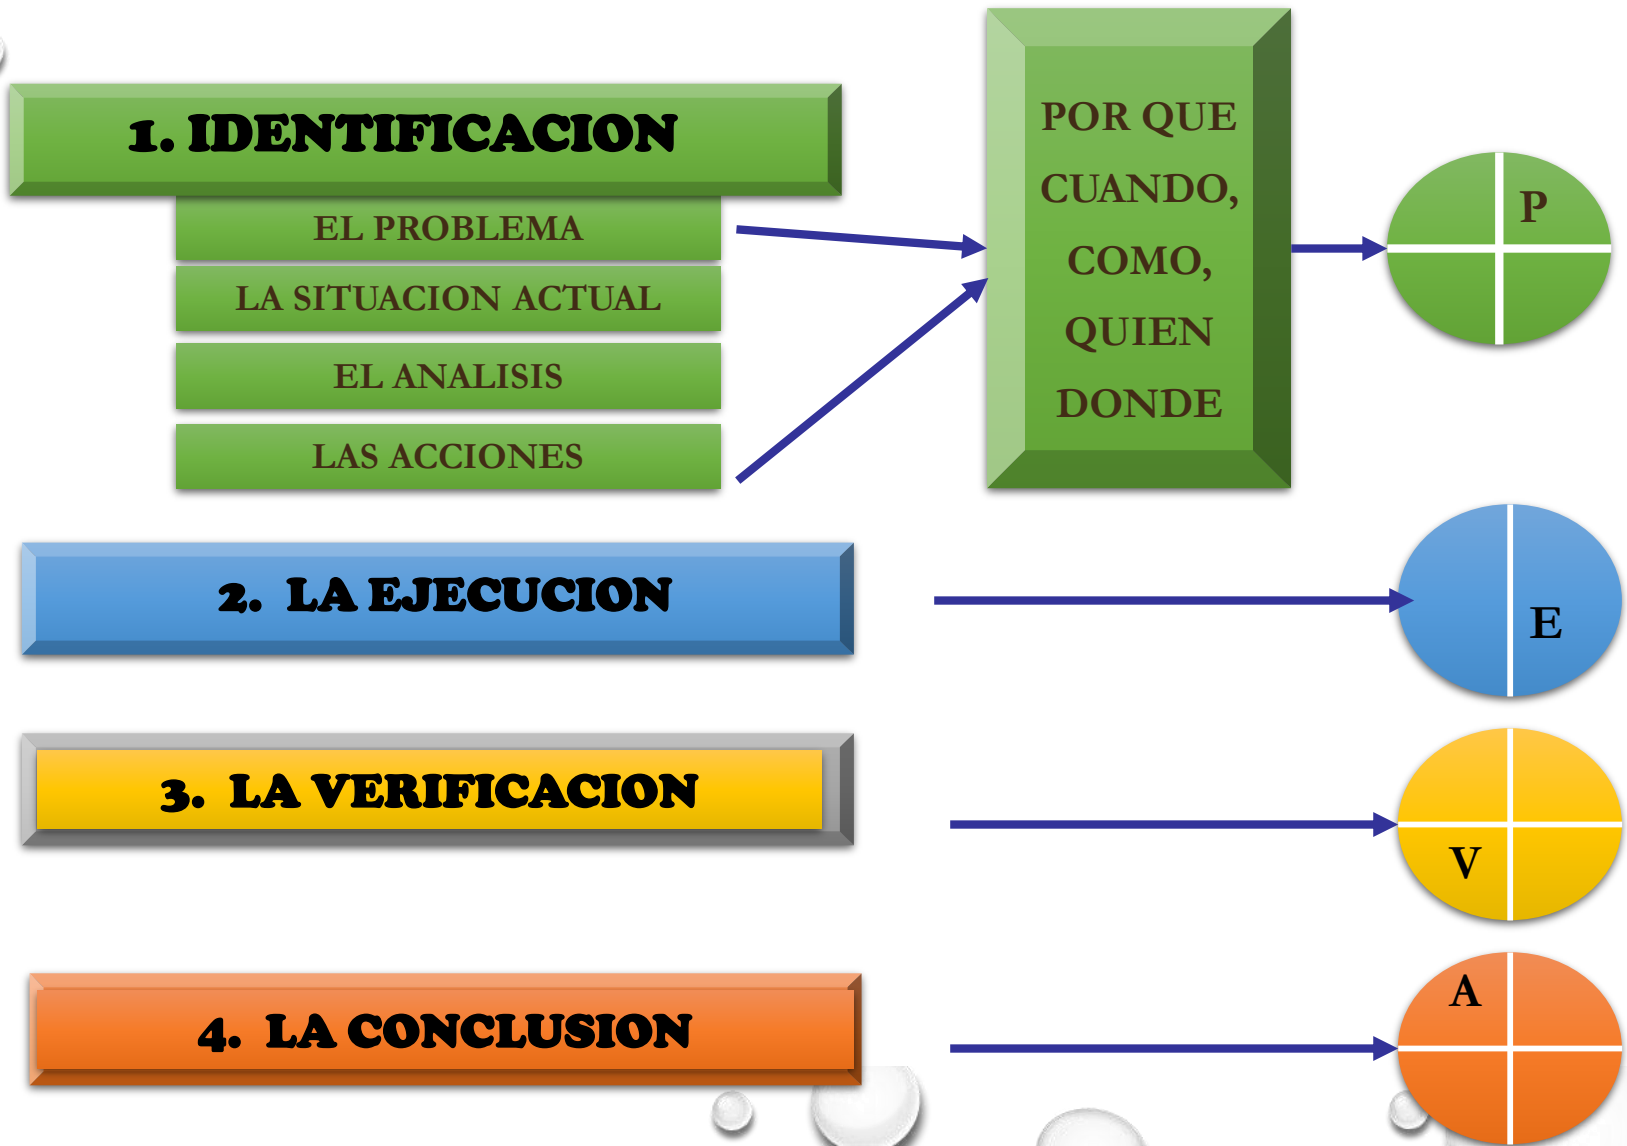 1. IDENTIFICACION
EL PROBLEMA
LA SITUACION ACTUAL
EL ANALISIS
LAS ACCIONES
POR QUE
CUANDO,
COMO,
QUIEN
DONDE
P
2. LA EJECUCION
E
3. LA VERIFICACION
V
4. LA CONCLUSION
A